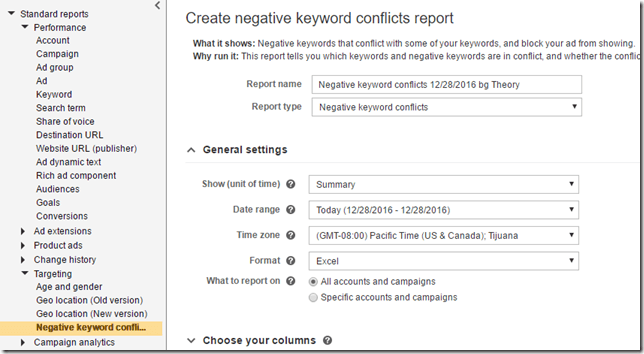 Standard reports
Performance
Account
Campaign
Ad group
Ad
Keyword
Search term
Share of voice
Destination URL
Website URL (publisher)
Ad dynamic text
Rich ad component
Audiences
Goals
Conversions
Ad extensions
Product ads
Change history
Targeting
Age and gender
Geo location (Old version)
Geo location (New version)
Negative keyword confli...
Campaign analytics
Create negative keyword conflicts report
What it shows: Negative keywords that conflict with some of your keywords, and block your ad from showing.
Why run it: This report tells you which keywords and negative keywords are in conflict, and whether the conflic
Report name Negative keyword conflicts 12/28/2016 bg Theory
Report type Negative keyword conflicts
General settings
Show (unit of time) ? Summary
Date range ? Today (12/28/2016 - 12/28/2016)
Time zone ? (GMT-08:00) Pacific Time (US & Canada); Tijuana
Format ? Excel
What to report on ? All accounts and campaigns
Specific accounts and campaigns
Choose your columns ?